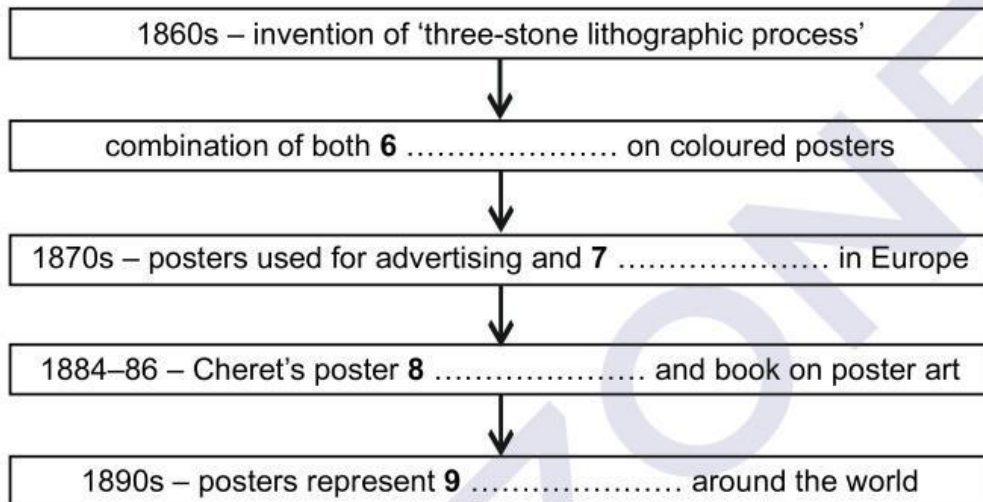 1860s – invention of ‘three-stone lithographic process’
combination of both 6 ..................... on coloured posters
1870s – posters used for advertising and 7 ..................... in Europe
1884–86 – Cheret’s poster 8 ..................... and book on poster art
1890s – posters represent 9 ..................... around the world